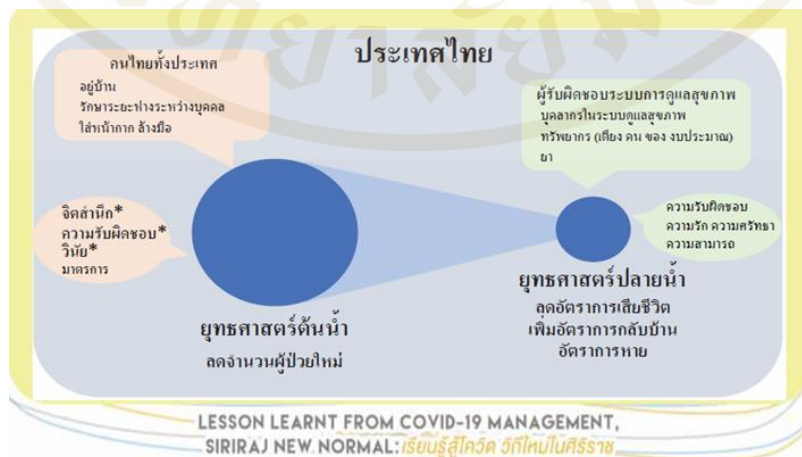 ประเทศไทย
คนไทยทั้งประเทศ
อยู่บ้าน
รักษาระยะห่างระหว่างบุคคล
ใส่หน้ากาก ล้างมือ
ผู้รับผิดชอบระบบการดูแลสุขภาพ
บุคลากรในระบบดูแลสุขภาพ
ทรัพยากร (เตียง คน ของ งบประมาณ)
ยา
จิตสำนึก*
ความรับผิดชอบ*
วินัย*
มาตรการ
ความรับผิดชอบ
ความรัก ความศรัทธา
ความสามารถ
ยุทธศาสตร์ต้นน้ำ
ลดจำนวนผู้ป่วยใหม่
ยุทธศาสตร์ปลายน้ำ
ลดอัตราการเสียชีวิต
เพิ่มอัตราการกลับบ้าน
อัตราการหาย
LESSON LEARNT FROM COVID-19 MANAGEMENT,
SIRIRAJ NEW NORMAL: เรียนรู้สู้โควิด วิถีใหม่ในศิริราช